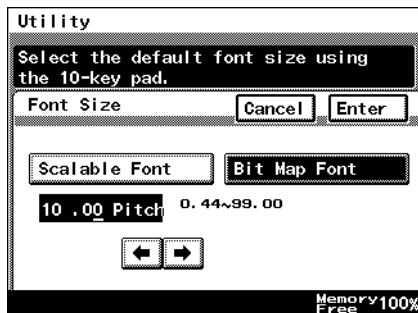 Utility
Select the default font size using
the 10-key pad.
Font Size Cancel Enter
Scalable Font Bit Map Font
10 .00 Pitch 0.44~99.00
Memory
Free 100%